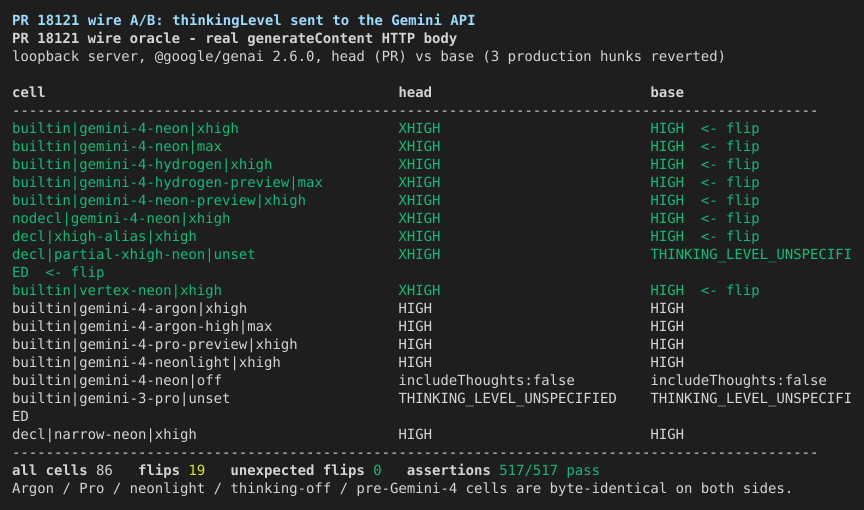 PR 18121 wire A/B: thinkingLevel sent to the Gemini API
PR 18121 wire oracle - real generateContent HTTP body
loopback server, @google/genai 2.6.0, head (PR) vs base (3 production hunks reverted)
cell head base
------------------------------------------------------------------------------------------------
builtin|gemini-4-neon|xhigh XHIGH HIGH <- flip
builtin|gemini-4-neon|max XHIGH HIGH <- flip
builtin|gemini-4-hydrogen|xhigh XHIGH HIGH <- flip
builtin|gemini-4-hydrogen-preview|max XHIGH HIGH <- flip
builtin|gemini-4-neon-preview|xhigh XHIGH HIGH <- flip
nodecl|gemini-4-neon|xhigh XHIGH HIGH <- flip
decl|xhigh-alias|xhigh XHIGH HIGH <- flip
decl|partial-xhigh-neon|unset XHIGH THINKING_LEVEL_UNSPECIFI
ED <- flip
builtin|vertex-neon|xhigh XHIGH HIGH <- flip
builtin|gemini-4-argon|xhigh HIGH HIGH
builtin|gemini-4-argon-high|max HIGH HIGH
builtin|gemini-4-pro-preview|xhigh HIGH HIGH
builtin|gemini-4-neonlight|xhigh HIGH HIGH
builtin|gemini-4-neon|off includeThoughts:false includeThoughts:false
builtin|gemini-3-pro|unset THINKING_LEVEL_UNSPECIFIED THINKING_LEVEL_UNSPECIFI
ED
decl|narrow-neon|xhigh HIGH HIGH
------------------------------------------------------------------------------------------------
all cells 86 flips 19 unexpected flips 0 assertions 517/517 pass
Argon / Pro / neonlight / thinking-off / pre-Gemini-4 cells are byte-identical on both sides.